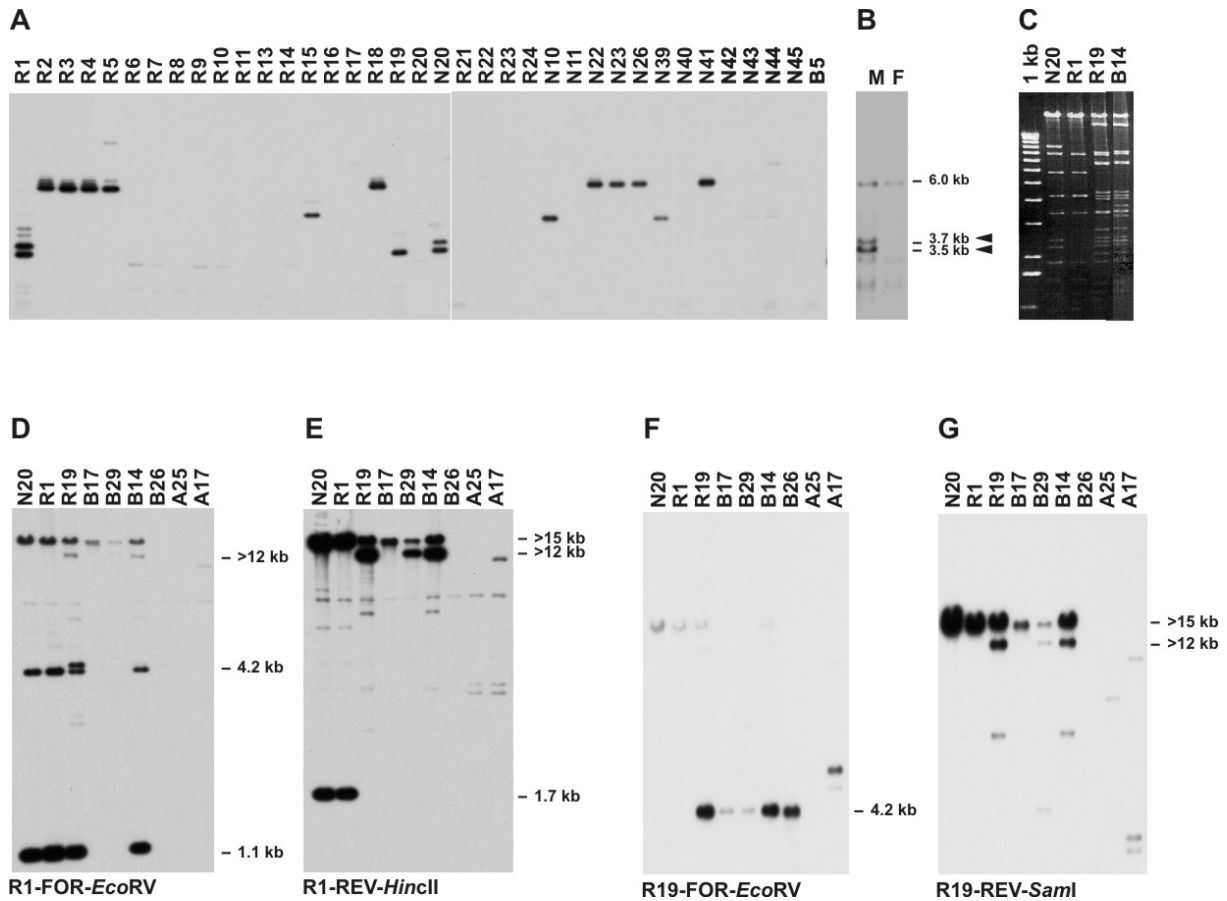 A B C
R1 R2 R3 R4 R5 R6 R7 R8 R9 R10 R11 R13 R14 R15 R16 R17 R18 R19 R20 N20 R21 R22 R23 R24 N10 N11 N22 N23 N26 N39 N40 N41 N42 N43 N44 N45 B5
M F
1 kb N20 R1 R19 B14
– 6.0 kb
– 3.7 kb
– 3.5 kb
D E F G
N20 R1 R19 B17 B29 B14 B26 A25 A17
– >12 kb
– 4.2 kb
– 1.1 kb
R1-FOR-EcoRV
N20 R1 R19 B17 B29 B14 B26 A25 A17
– >15 kb
– >12 kb
– 1.7 kb
R1-REV-HincII
N20 R1 R19 B17 B29 B14 B26 A25 A17
– 4.2 kb
R19-FOR-EcoRV
N20 R1 R19 B17 B29 B14 B26 A25 A17
– >15 kb
– >12 kb
R19-REV-SamI